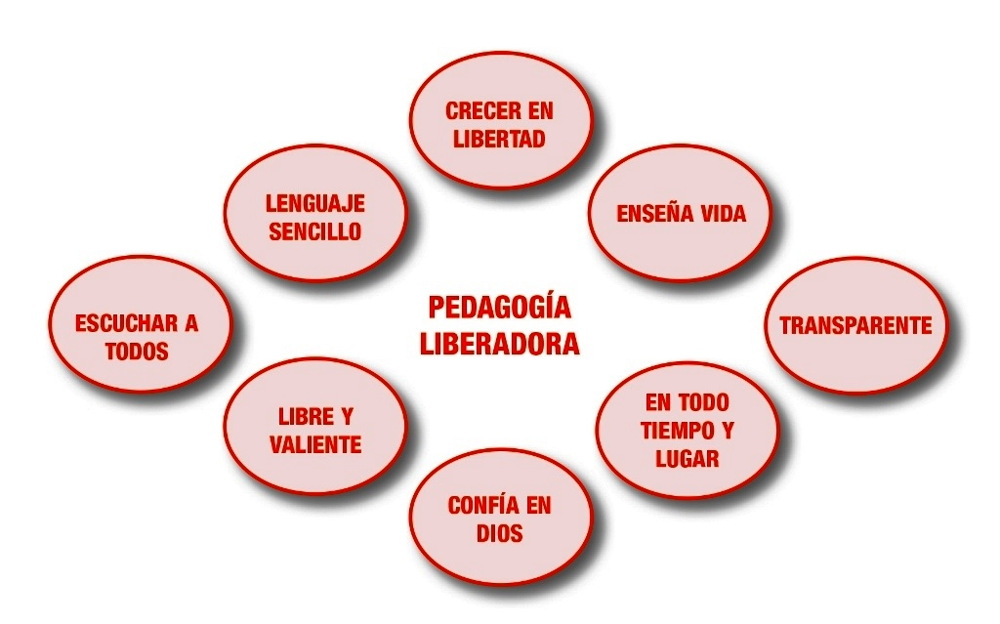 CRECER EN
LIBERTAD
LENGUAJE
SENCILLO
ENSEÑA VIDA
ESCUCHAR A
TODOS
PEDAGOGÍA
LIBERADORA
TRANSPARENTE
LIBRE Y
VALIENTE
EN TODO
TIEMPO Y
LUGAR
CONFÍA EN
DIOS